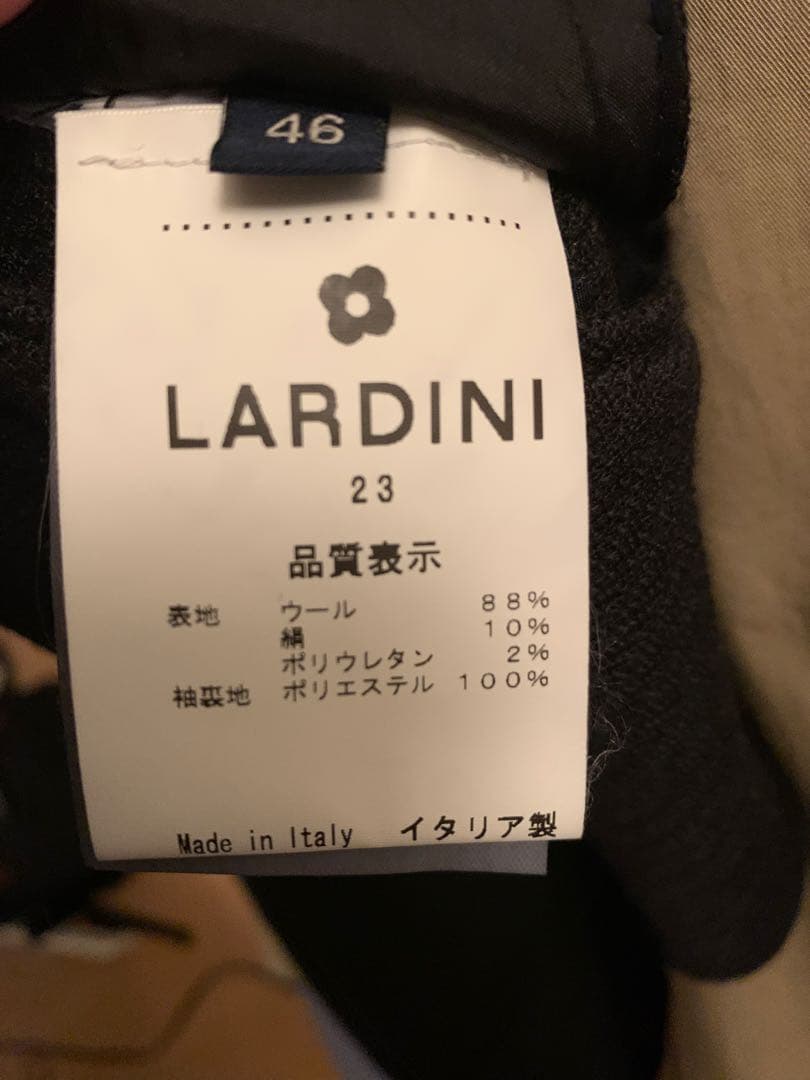 46
LARDINI
23
品質表示
表地 ウール 88%
絹 10%
ポリウレタン 2%
袖裏地 ポリエステル 100%
Made in Italy イタリア製